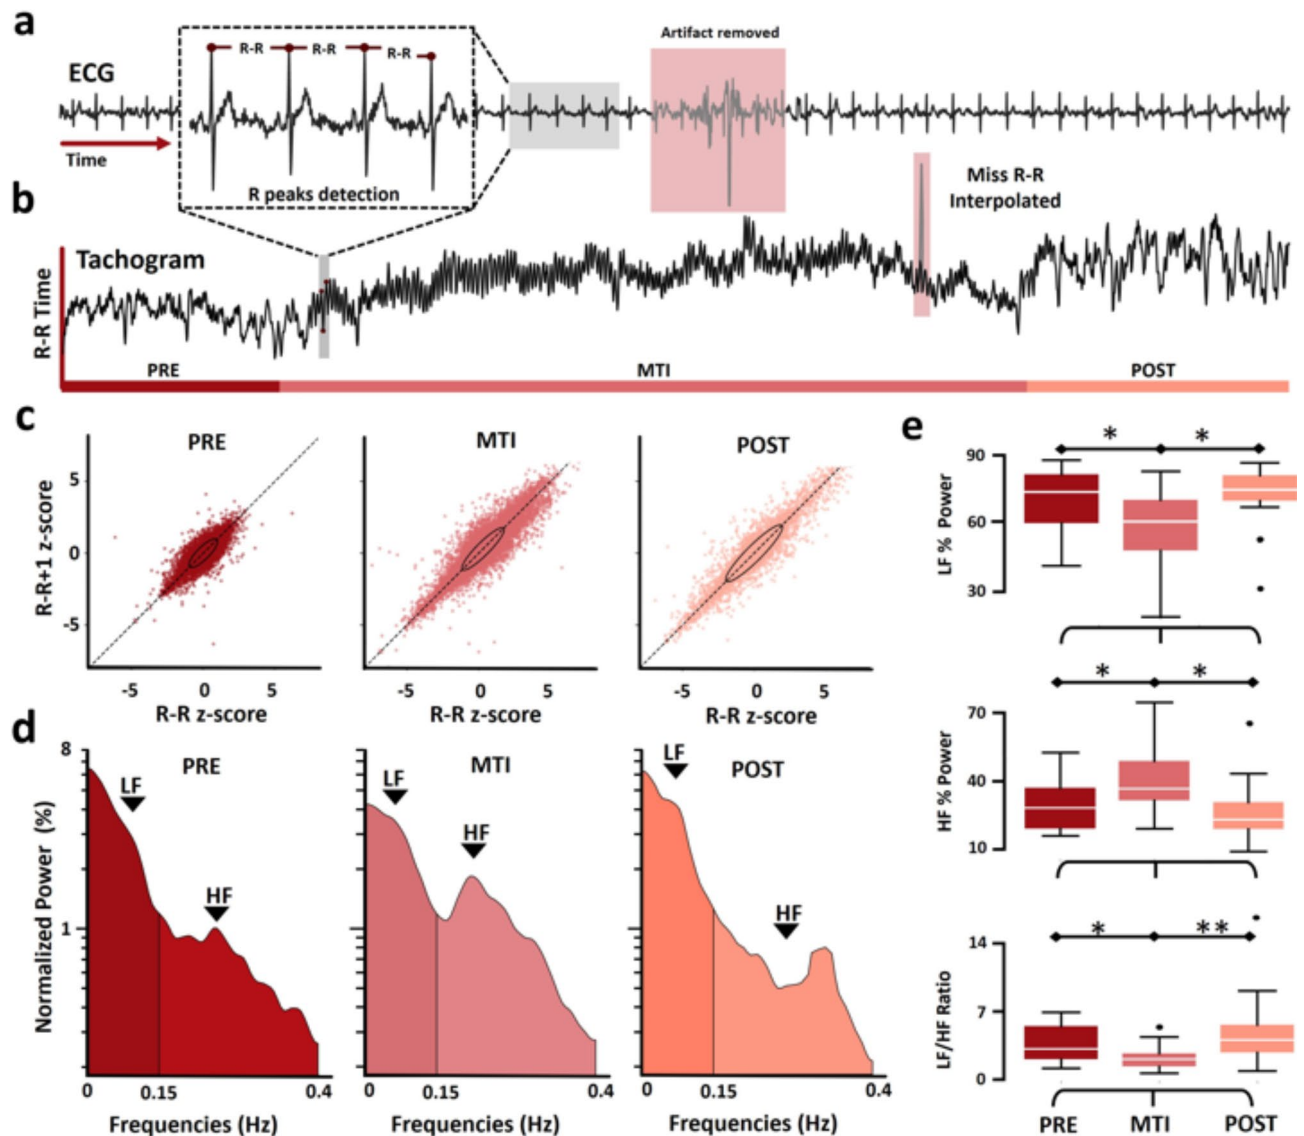 a
Artifact removed
R-R R-R R-R
ECG
Time
R peaks detection
b
Miss R-R
Interpolated
Tachogram
R-R Time
PRE MTI POST
c
PRE MTI POST
R-R+1 z-score
5
0
-5
-5 0 5 -5 0 5 -5 0 5
R-R z-score R-R z-score R-R z-score
d
PRE MTI POST
LF HF LF HF LF HF
Normalized Power (%)
8
1
0 0.15 0.4 0 0.15 0.4 0 0.15 0.4
Frequencies (Hz) Frequencies (Hz) Frequencies (Hz)
e
* *
LF % Power
90
60
30
* *
HF % Power
70
40
10
* **
LF/HF Ratio
14
7
0
PRE MTI POST